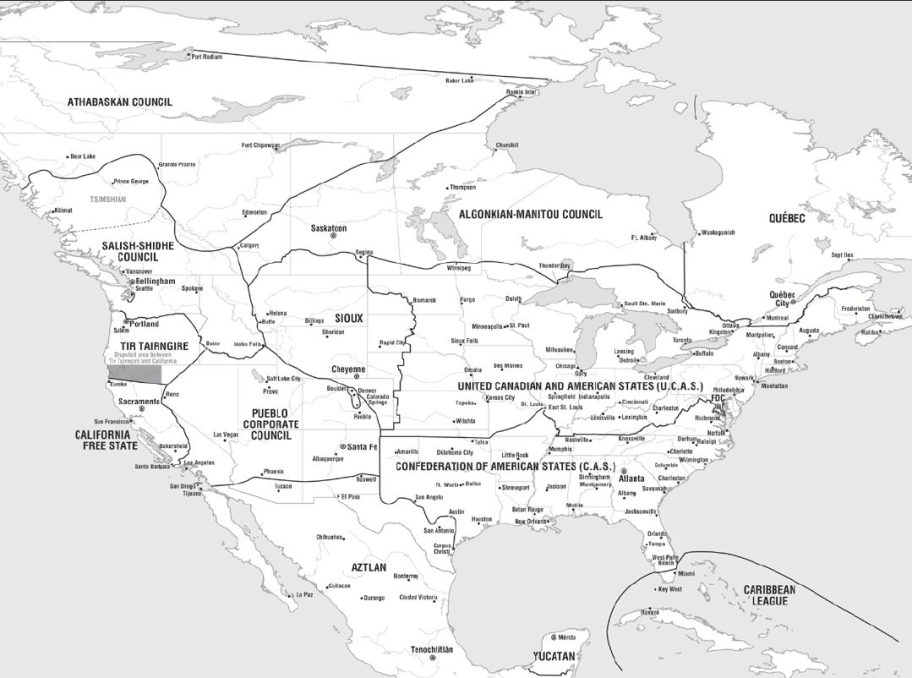 Port Radium
Baker Lake
Rankin Inlet
ATHABASKAN COUNCIL
Bear Lake
Grande Prairie
Fort Chipewyan
Churchill
Prince George
TSIMSHIAN
Kitimat
Thompson
Edmonton
Saskatoon
ALGONKIAN-MANITOU COUNCIL
QUÉBEC
Calgary
Regina
SALISH-SHIDHE
COUNCIL
Winnipeg
Thunder Bay
Ft. Albany
Sept Iles
Vancouver
Bellingham
Seattle
Spokane
Québec
City
Sault Ste. Marie
Sudbury
Montreal
Fredericton
Halifax
Portland
Salem
Helena
Butte
Billings
Sheridan
SIOUX
Bismarck
Fargo
Duluth
Ottawa
Kingston
Montpelier
Augusta
TIR TAIRNGIRE
Disputed area between
Tir Tairngire and California
Idaho Falls
Rapid City
Minneapolis
St. Paul
Sioux Falls
Milwaukee
Lansing
Detroit
Toronto
Buffalo
Albany
Concord
Boston
Hartford
Eureka
Cheyenne
Omaha
Des Moines
Chicago
Gary
Cleveland
Newark
Manhattan
Salt Lake City
Provo
Boulder
Denver
Colorado
Springs
Pueblo
UNITED CANADIAN AND AMERICAN STATES (U.C.A.S.)
Philadelphia
FDC
Reno
Sacramento
Topeka
Kansas City
St. Louis
Springfield
Indianapolis
East St. Louis
Cincinnati
Louisville
Lexington
Charleston
Richmond
Norfolk
San Francisco
CALIFORNIA
FREE STATE
PUEBLO
CORPORATE
COUNCIL
Las Vegas
Bakersfield
Santa Barbara
Los Angeles
Wichita
Tulsa
Nashville
Knoxville
Durham
Raleigh
Santa Fe
Albuquerque
Amarillo
Oklahoma City
Little Rock
Memphis
Charlotte
Wilmington
CONFEDERATION OF AMERICAN STATES (C.A.S.)
Columbia
Charleston
Phoenix
Tucson
Roswell
San Diego
Tijuana
Ft. Worth
Dallas
Shreveport
Jackson
Birmingham
Montgomery
Atlanta
Albany
Savannah
El Paso
San Angelo
Austin
San Antonio
Houston
Baton Rouge
New Orleans
Mobile
Jacksonville
Corpus
Christi
Orlando
Tampa
West Palm
Beach
Miami
Key West
Chihuahua
AZTLAN
Monterrey
CARIBBEAN
LEAGUE
La Paz
Culiacan
Durango
Ciudad Victoria
Havana
Tenochtitlán
Mérida
YUCATAN